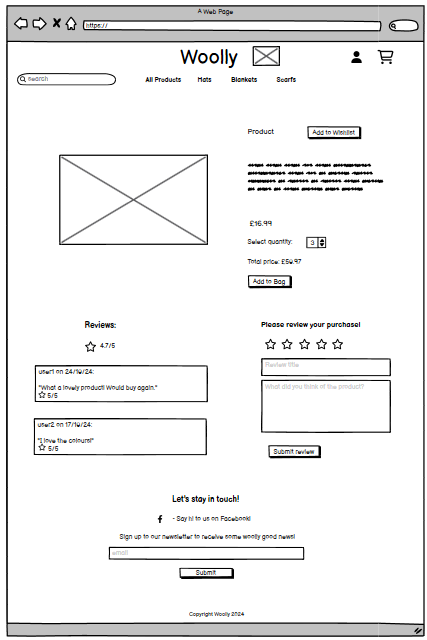 A Web Page
https://
Woolly
search
All Products Hats Blankets Scarfs
Product Add to Wishlist
£16.99
Select quantity: 3
Total price: £50.97
Add to Bag
Reviews:
4.7/5
user1 on 24/10/24:
"What a lovely product! Would buy again."
5/5
user2 on 17/10/24:
"I love the colours!"
5/5
Please review your purchase!
Review title
What did you think of the product?
Submit review
Let's stay in touch!
f - Say hi to us on Facebook!
Sign up to our newsletter to receive some woolly good news!
email
Submit
Copyright Woolly 2024